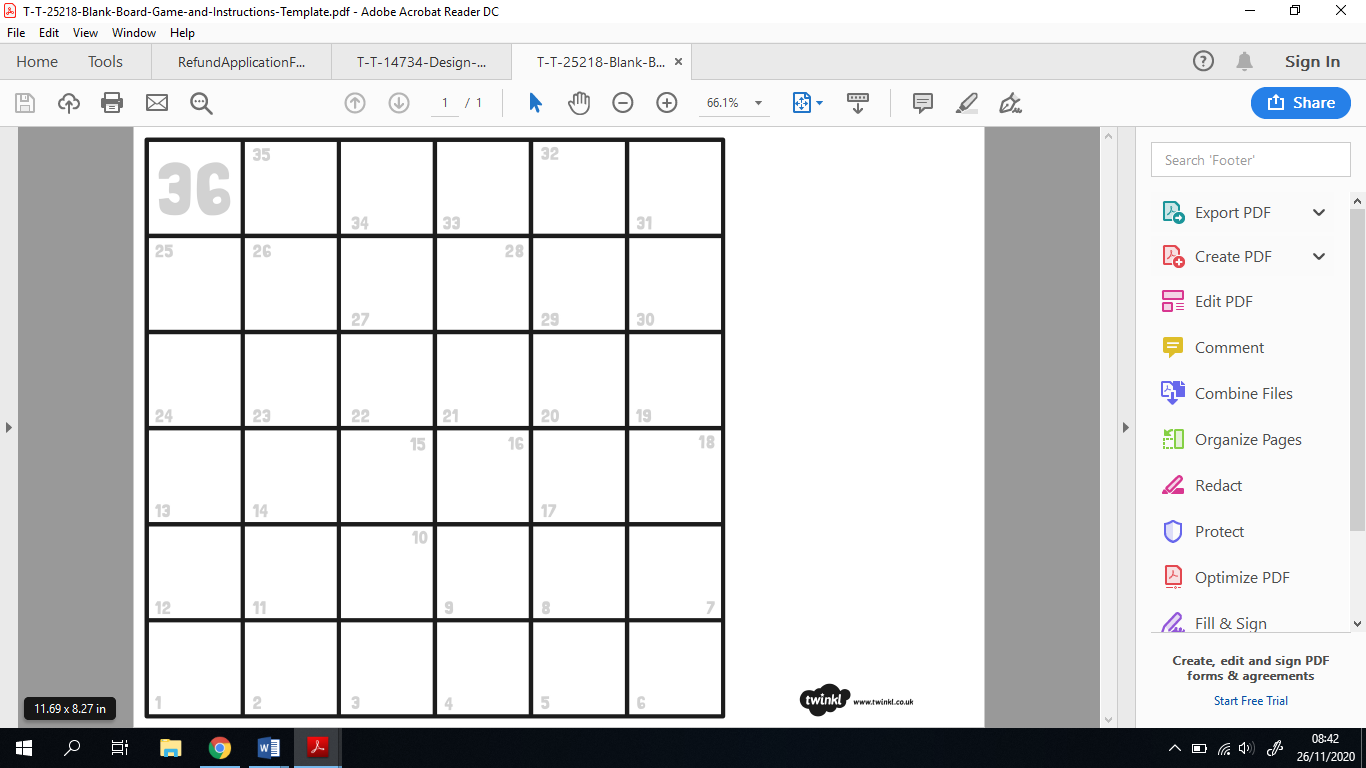 T-T-25218-Blank-Board-Game-and-Instructions-Template.pdf - Adobe Acrobat Reader DC
File Edit View Window Help
Home Tools RefundApplicationF... T-T-14734-Design-... T-T-25218-Blank-B... Sign In
1 / 1 66.1% Share
36 35 32
34 33 31
25 26 28
27 29 30
24 23 22 21 20 19
15 16 18
13 14 17
10
12 11 9 8 7
1 2 3 4 5 6
twinkl www.twinkl.co.uk
11.69 x 8.27 in
Search 'Footer'
Export PDF
Create PDF
Edit PDF
Comment
Combine Files
Organize Pages
Redact
Protect
Optimize PDF
Fill & Sign
Create, edit and sign PDF
forms & agreements
Start Free Trial
08:42
26/11/2020